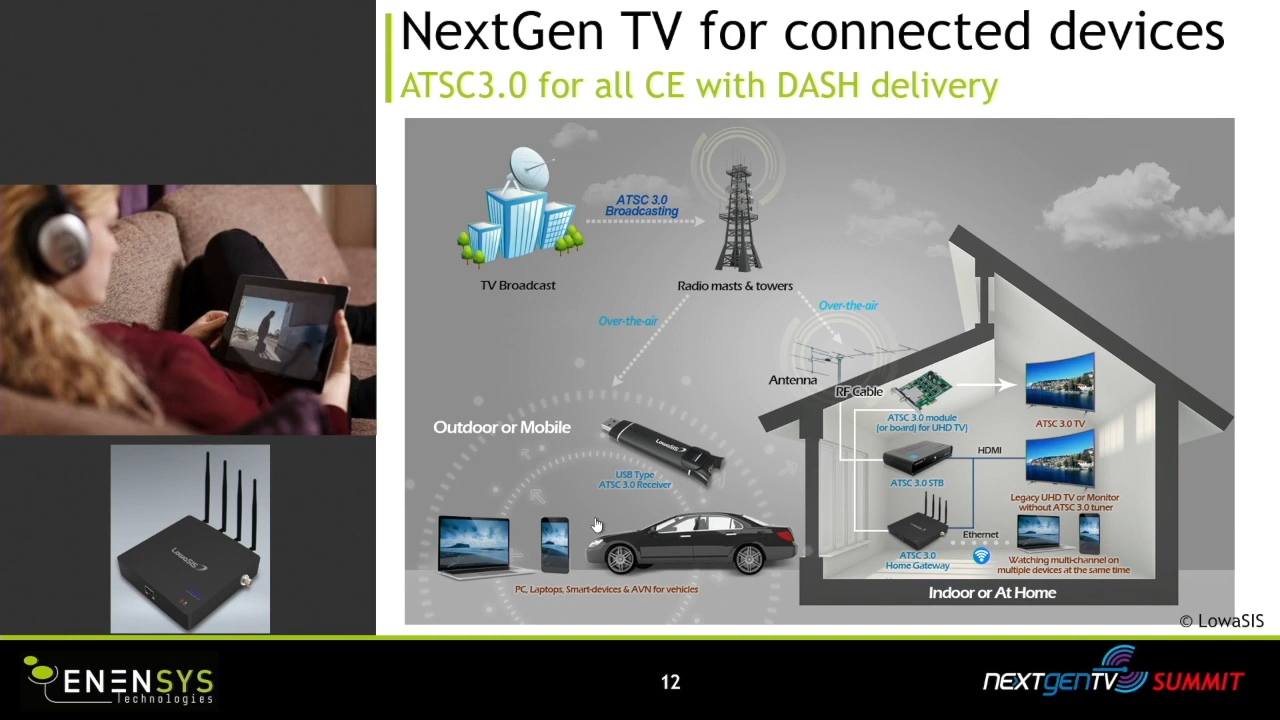 NextGen TV for connected devices
ATSC3.0 for all CE with DASH delivery
ATSC 3.0
Broadcasting
TV Broadcast
Radio masts & towers
Over-the-air
Over-the-air
Antenna
RF Cable
ATSC 3.0 module
(or board) for UHD TV)
ATSC 3.0 TV
Outdoor or Mobile
LowaSIS
USB Type
ATSC 3.0 Receiver
HDMI
ATSC 3.0 STB
Legacy UHD TV or Monitor
without ATSC 3.0 tuner
Ethernet
ATSC 3.0
Home Gateway
Watching multi-channel on
multiple devices at the same time
PC, Laptops, Smart-devices & AVN for vehicles
Indoor or At Home
LowaSIS
© LowaSIS
ENENSYS
Technologies
12
NEXTGENTV SUMMIT